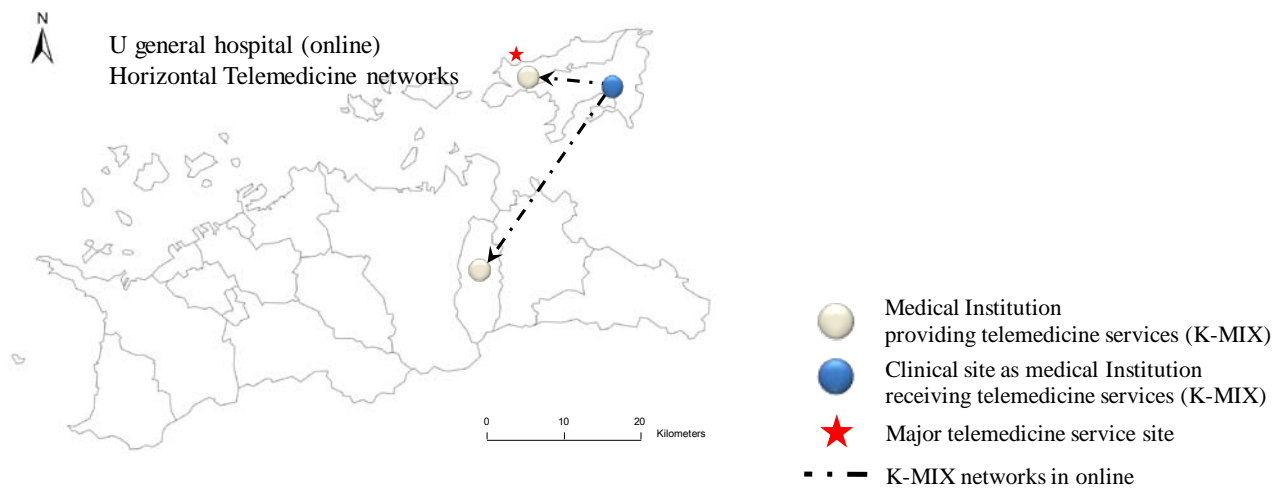 N
U general hospital (online)
Horizontal Telemedicine networks
Medical Institution
providing telemedicine services (K-MIX)
Clinical site as medical Institution
receiving telemedicine services (K-MIX)
Major telemedicine service site
K-MIX networks in online
0 10 20
Kilometers